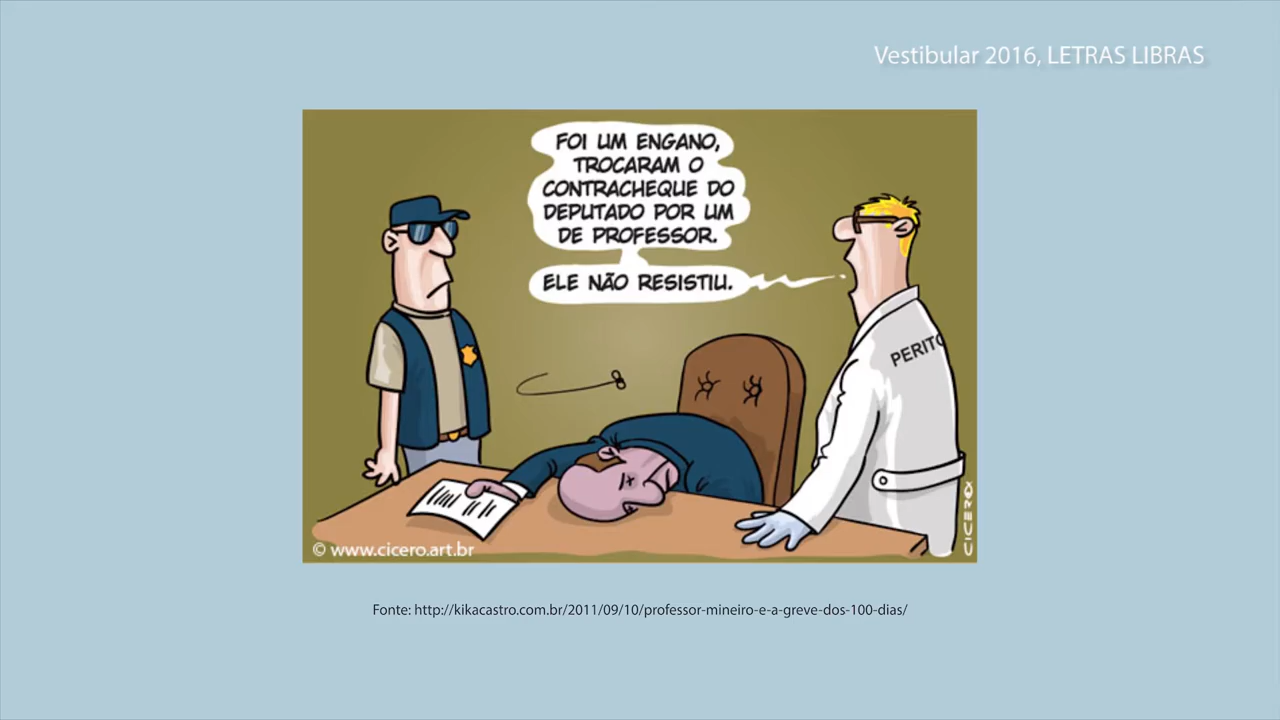 Vestibular 2016, LETRAS LIBRAS
FOI UM ENGANO,
TROCARAM O
CONTRACHEQUE DO
DEPUTADO POR UM
DE PROFESSOR.
ELE NÃO RESISTIU.
PERITO
CICERO
© www.cicero.art.br
Fonte: http://kikacastro.com.br/2011/09/10/professor-mineiro-e-a-greve-dos-100-dias/